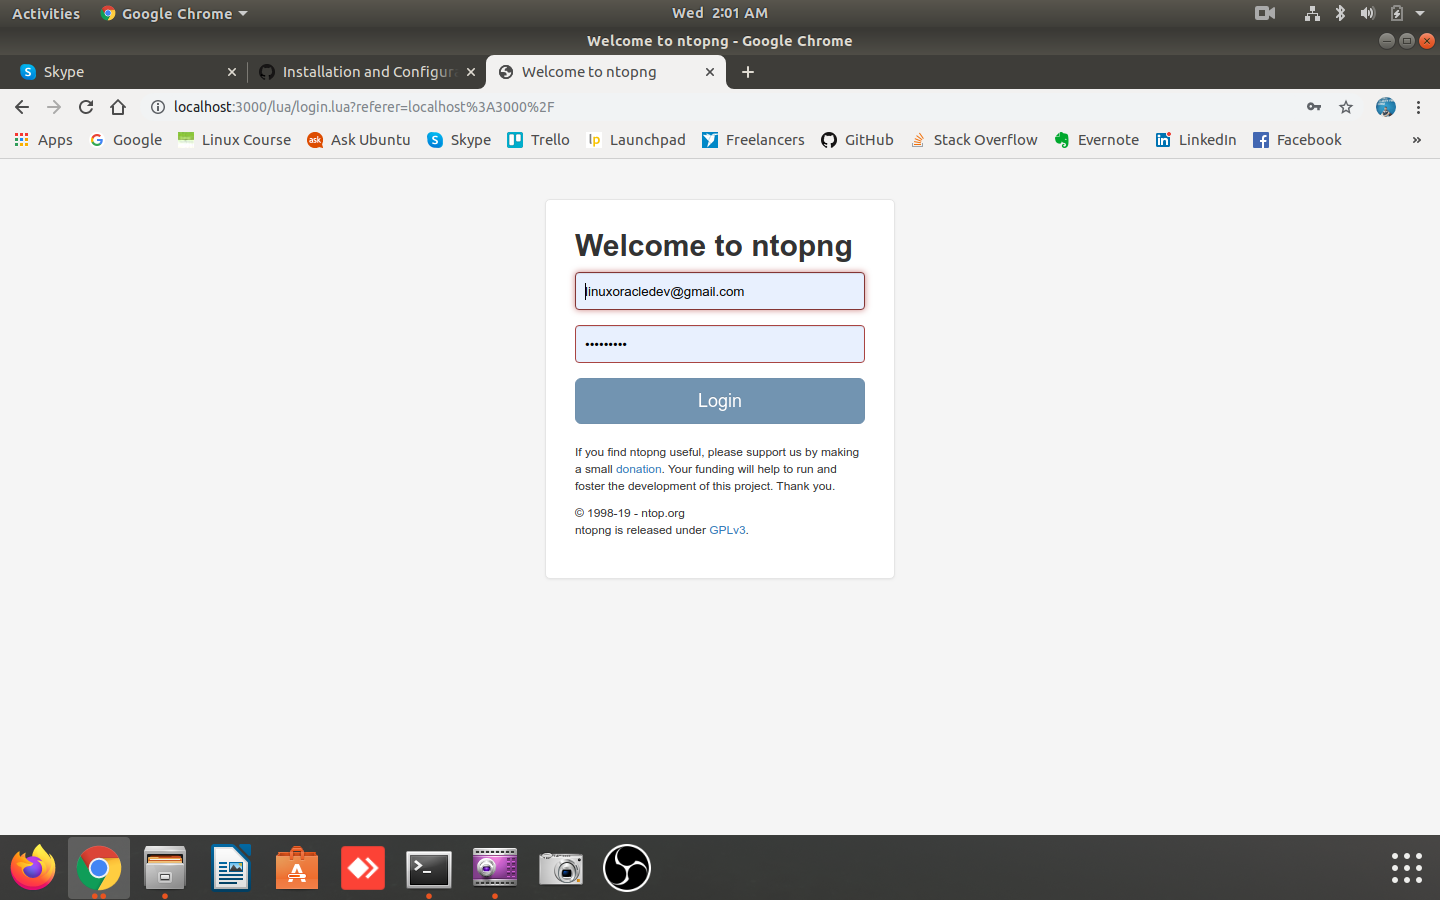 Activities
Google Chrome
Wed 2:01 AM
Welcome to ntopng - Google Chrome
Skype
Installation and Configura
Welcome to ntopng
localhost:3000/lua/login.lua?referer=localhost%3A3000%2F
Apps
Google
Linux Course
ask
Ask Ubuntu
Skype
Trello
lp
Launchpad
Freelancers
GitHub
Stack Overflow
Evernote
in
LinkedIn
Facebook
»
Welcome to ntopng
linuxoracledev@gmail.com
•••••••••
Login
If you find ntopng useful, please support us by making
a small donation. Your funding will help to run and
foster the development of this project. Thank you.
© 1998-19 - ntop.org
ntopng is released under GPLv3.